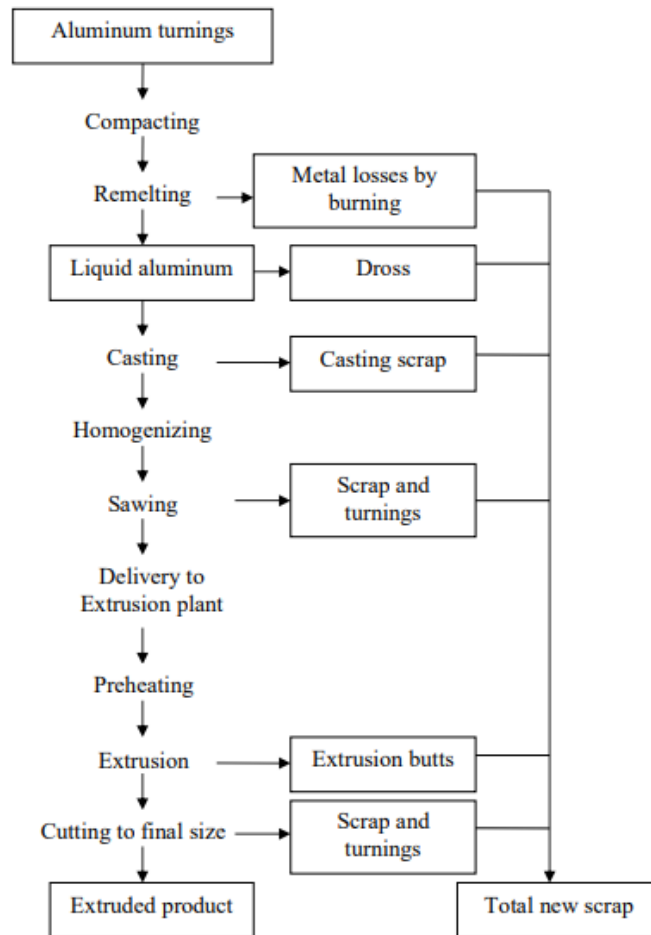 Aluminum turnings
Compacting
Remelting
Metal losses by
burning
Liquid aluminum
Dross
Casting
Casting scrap
Homogenizing
Sawing
Scrap and
turnings
Delivery to
Extrusion plant
Preheating
Extrusion
Extrusion butts
Cutting to final size
Scrap and
turnings
Extruded product
Total new scrap